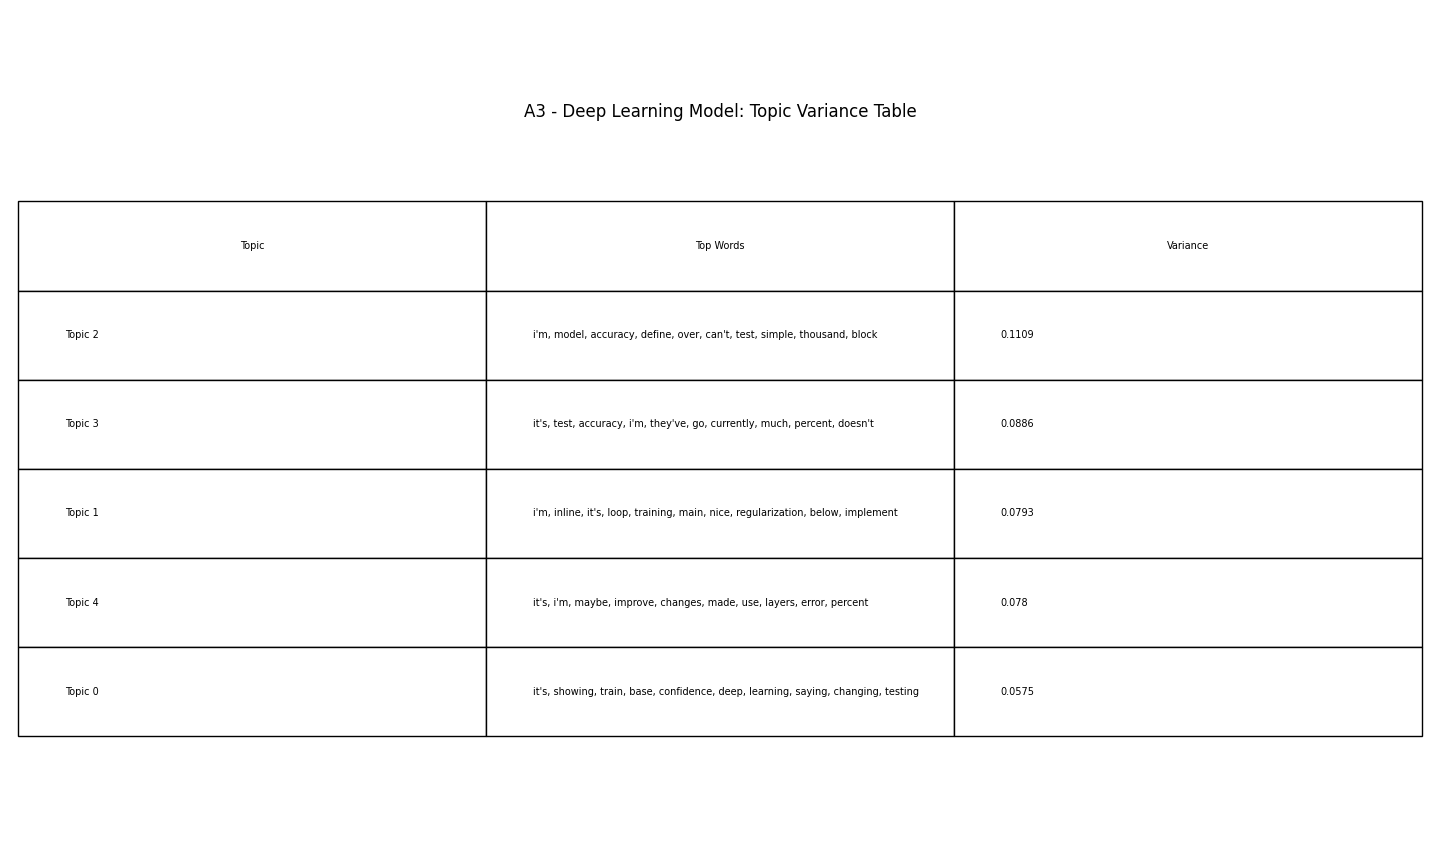 A3 - Deep Learning Model: Topic Variance Table
Topic Top Words Variance
Topic 2 i'm, model, accuracy, define, over, can't, test, simple, thousand, block 0.1109
Topic 3 it's, test, accuracy, i'm, they've, go, currently, much, percent, doesn't 0.0886
Topic 1 i'm, inline, it's, loop, training, main, nice, regularization, below, implement 0.0793
Topic 4 it's, i'm, maybe, improve, changes, made, use, layers, error, percent 0.078
Topic 0 it's, showing, train, base, confidence, deep, learning, saying, changing, testing 0.0575